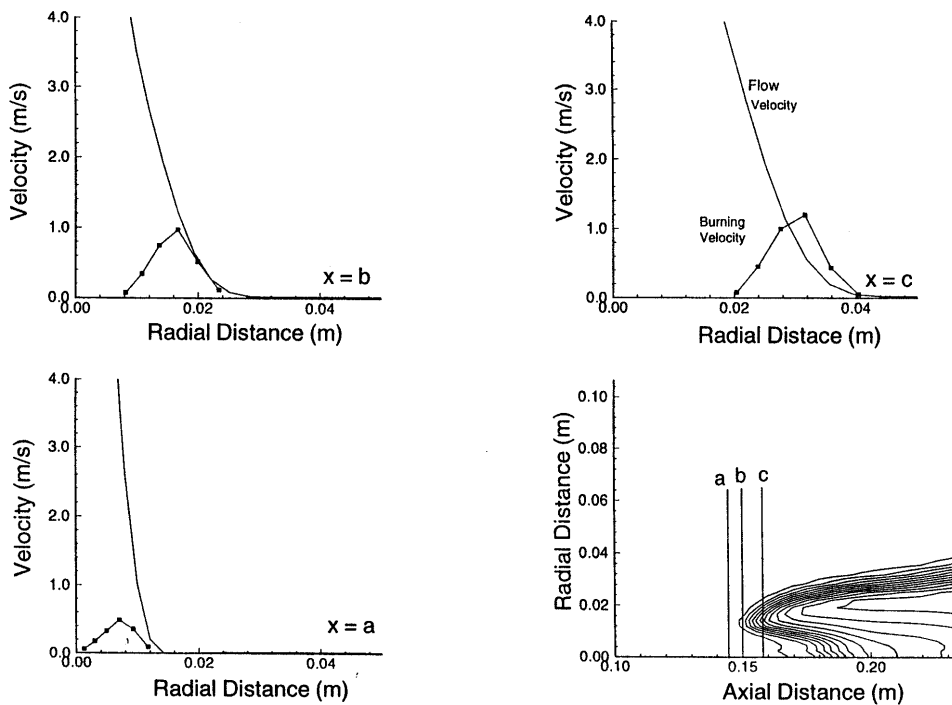 4.0
3.0
2.0
1.0
0.0
Velocity (m/s)
x = b
0.00
0.02
0.04
Radial Distance (m)
4.0
3.0
2.0
1.0
0.0
Velocity (m/s)
Flow
Velocity
Burning
Velocity
x = c
0.00
0.02
0.04
Radial Distace (m)
4.0
3.0
2.0
1.0
0.0
Velocity (m/s)
x = a
0.00
0.02
0.04
Radial Distance (m)
0.10
0.08
0.06
0.04
0.02
0.00
Radial Distance (m)
a b c
0.10
0.15
0.20
Axial Distance (m)